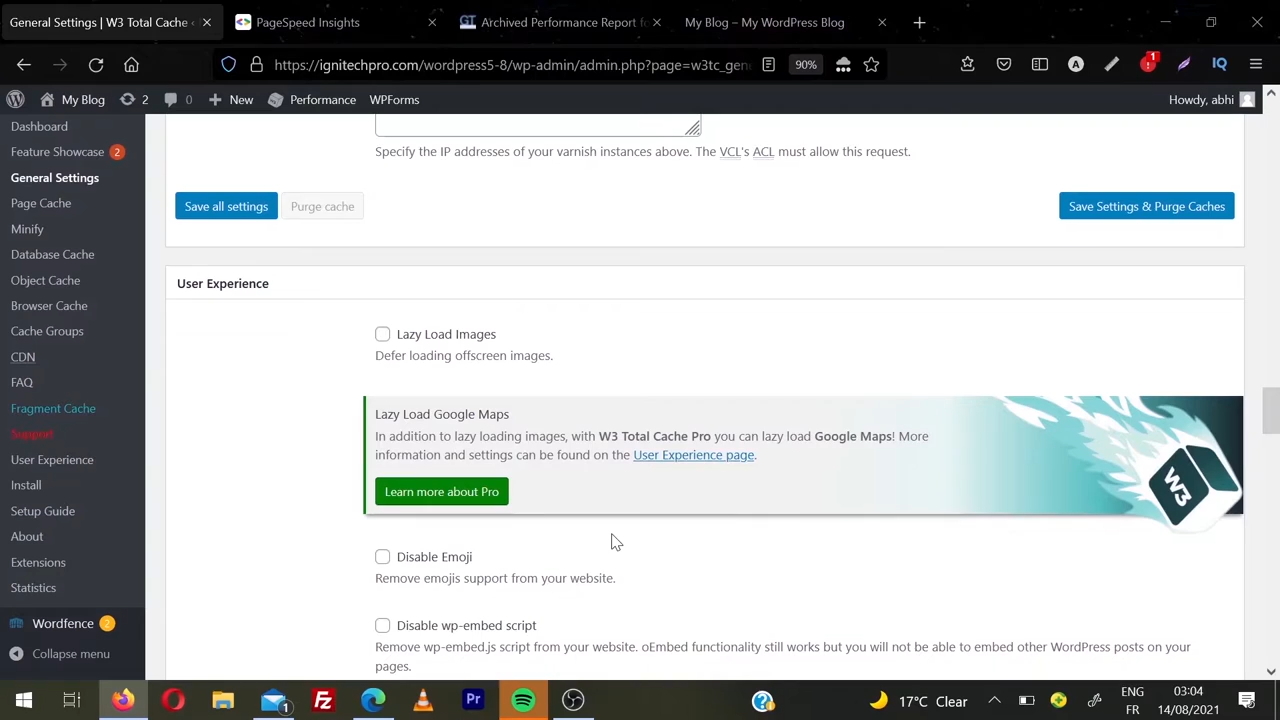 General Settings | W3 Total Cache
PageSpeed Insights
GT
Archived Performance Report for
My Blog – My WordPress Blog
https://ignitechpro.com/wordpress5-8/wp-admin/admin.php?page=w3tc_gen
90%
A
1
IQ
My Blog
2
0
New
Performance
WPForms
Howdy, abhi
Dashboard
Feature Showcase 2
General Settings
Page Cache
Minify
Database Cache
Object Cache
Browser Cache
Cache Groups
CDN
FAQ
Fragment Cache
Support
User Experience
Install
Setup Guide
About
Extensions
Statistics
Wordfence 2
Collapse menu
Specify the IP addresses of your varnish instances above. The VCL's ACL must allow this request.
Save all settings
Purge cache
Save Settings & Purge Caches
User Experience
Lazy Load Images
Defer loading offscreen images.
Lazy Load Google Maps
In addition to lazy loading images, with W3 Total Cache Pro you can lazy load Google Maps! More
information and settings can be found on the User Experience page.
Learn more about Pro
W3
Disable Emoji
Remove emojis support from your website.
Disable wp-embed script
Remove wp-embed.js script from your website. oEmbed functionality still works but you will not be able to embed other WordPress posts on your
pages.
Fz
1
Pr
17°C Clear
ENG
FR
03:04
14/08/2021